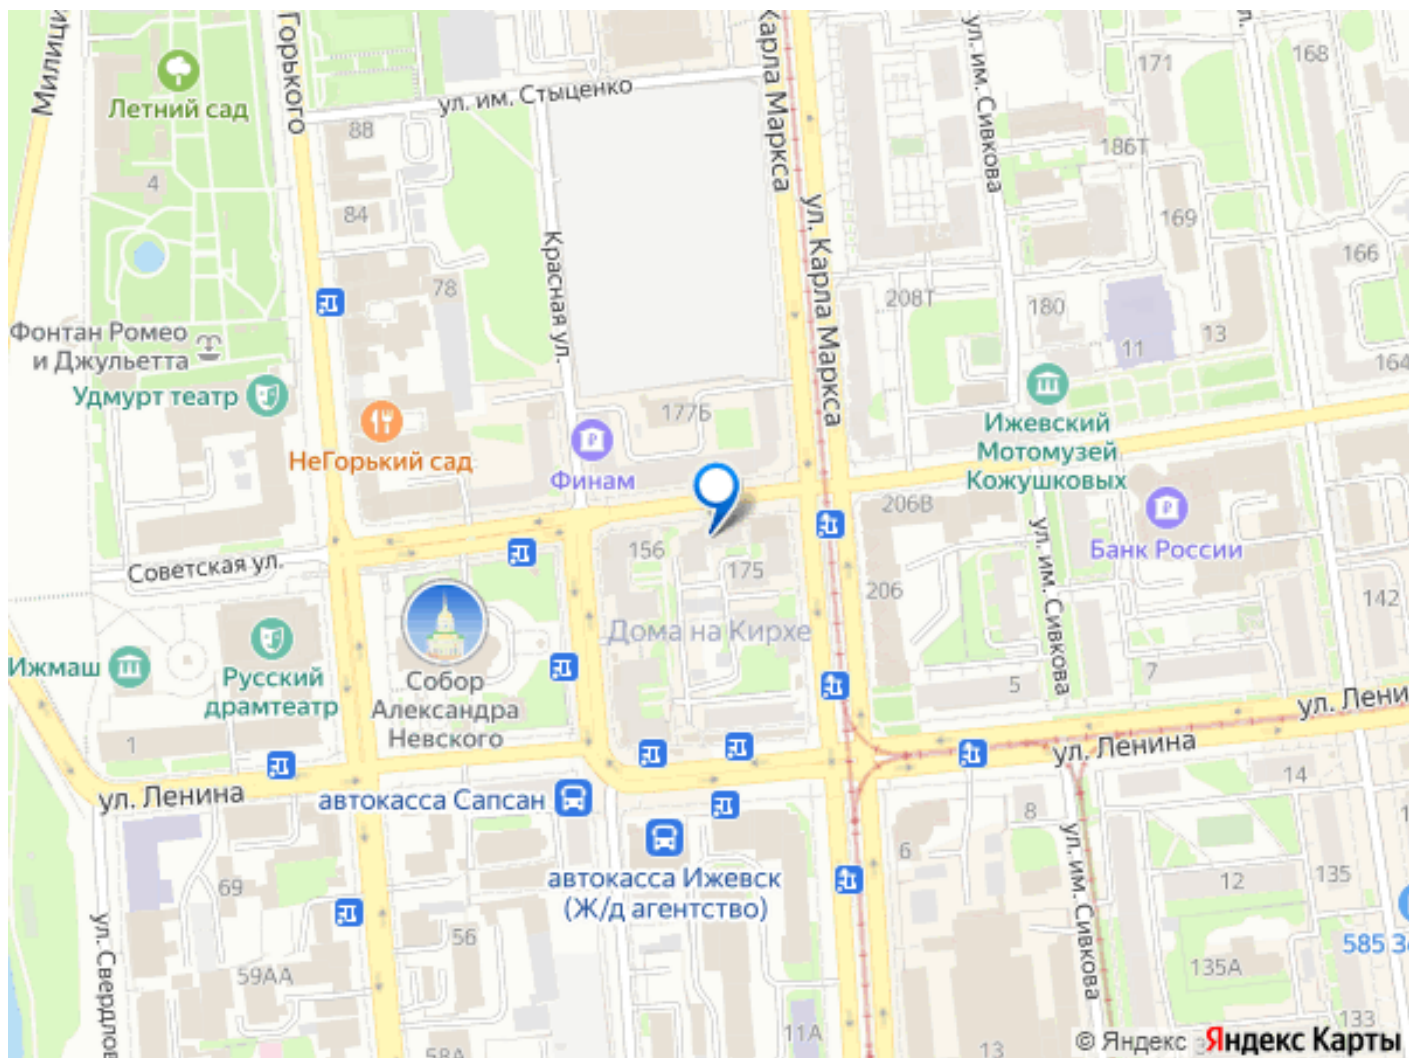 Милиц
Горького
Карла Маркса
ул. им. Сивкова
ул.
171
168
Летний сад
ул. им. Стыценко
88
186Т
4
84
169
ул. Карла Маркса
Красная ул.
166
78
208Т
180
13
11
164
Фонтан Ромео
и Джульетта
Удмурт театр
177Б
Ижевский
Мотомузей
Кожушковых
НеГорький сад
Финам
206В
Банк России
ул. им. Сивкова
156
175
Советская ул.
206
142
Дома на Кирхе
Ижмаш
Русский
драмтеатр
Собор
Александра
Невского
5
7
1
ул. Лени
ул. Ленина
ул. Ленина
14
автокасса Сапсан
8
6
ул. им. Сивкова
автокасса Ижевск
(Ж/д агентство)
69
12
135
ул. Свердлов
56
585 З
59АА
135А
11А
133
58А
13
© Яндекс Яндекс Карты